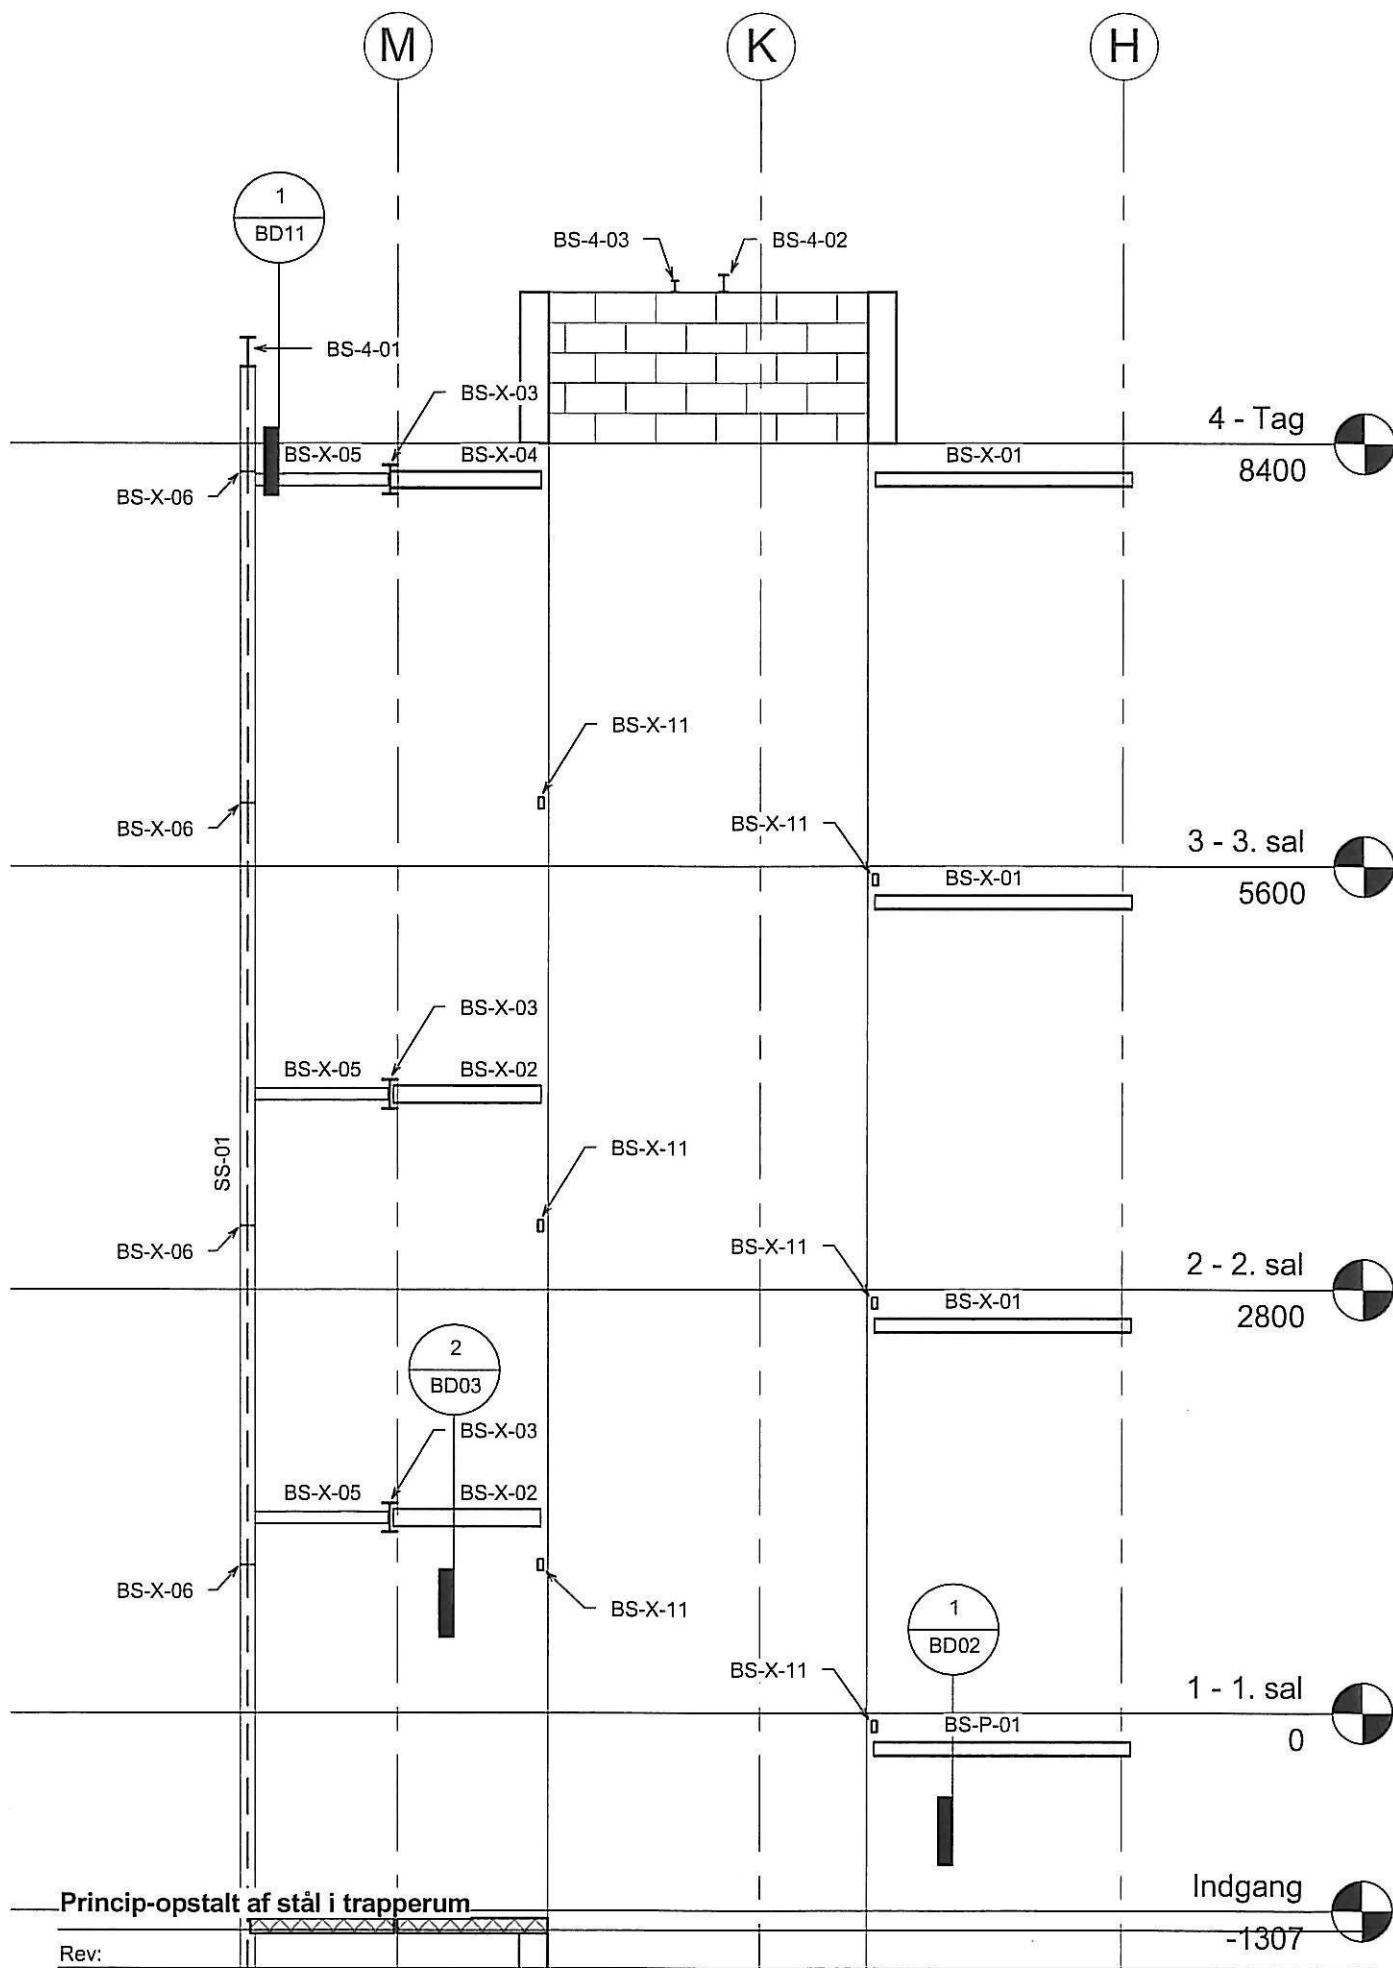 M
K
H
1
BD11
BS-4-03
BS-4-02
BS-4-01
BS-X-03
4 - Tag
BS-X-05
BS-X-04
BS-X-01
8400
BS-X-06
BS-X-11
BS-X-06
BS-X-11
3 - 3. sal
BS-X-01
5600
BS-X-03
BS-X-05
BS-X-02
SS-01
BS-X-11
BS-X-06
BS-X-11
2 - 2. sal
BS-X-01
2800
2
BD03
BS-X-03
BS-X-05
BS-X-02
BS-X-06
BS-X-11
1
BD02
BS-X-11
1 - 1. sal
BS-P-01
0
Princip-opstalt af stål i trapperum
Indgang
-1307
Rev: